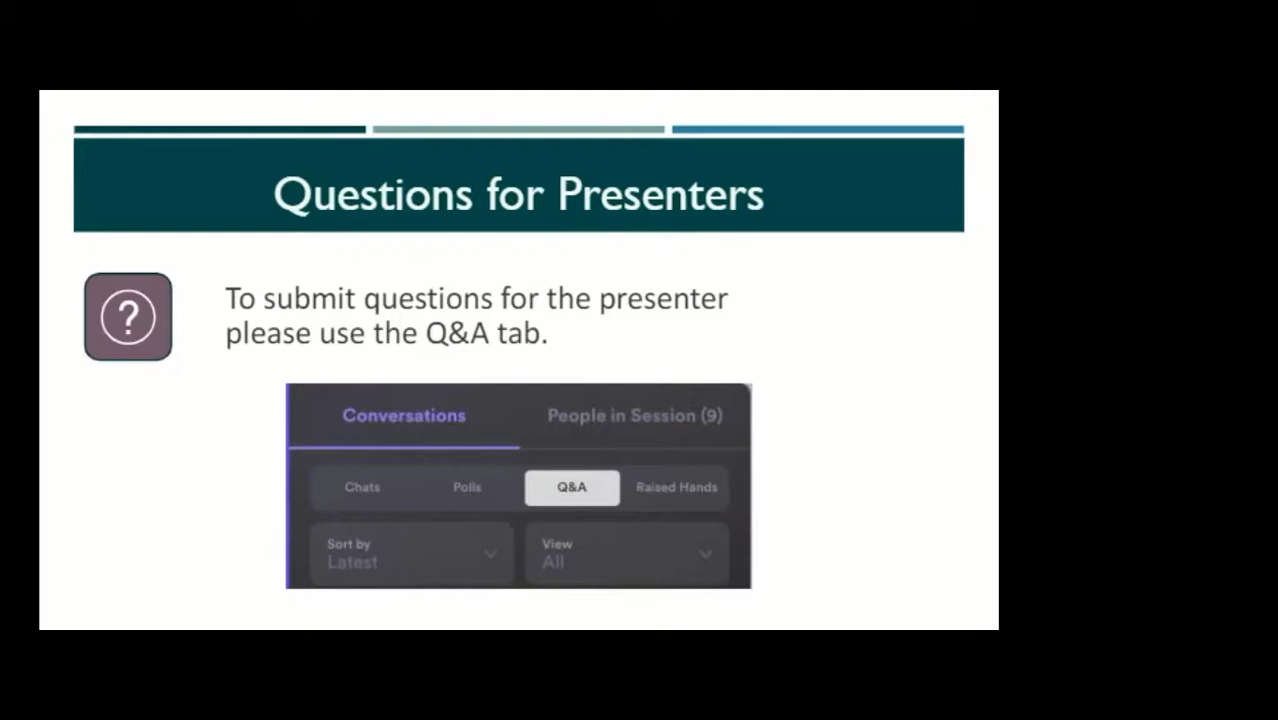 Questions for Presenters
?
To submit questions for the presenter
please use the Q&A tab.
Conversations People in Session (9)
Chats Polls Q&A Raised Hands
Sort by View
Latest All